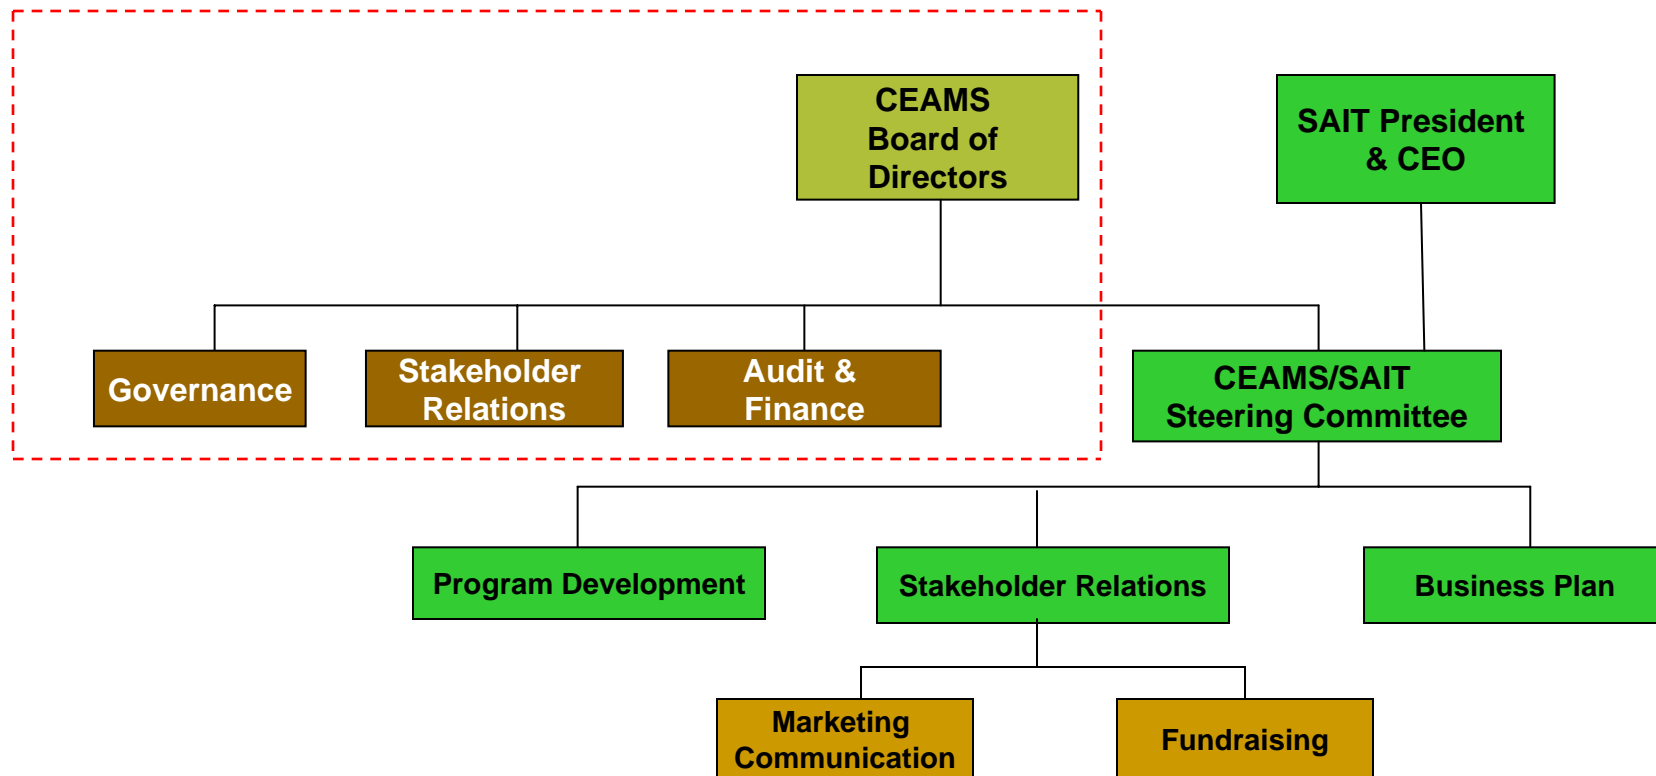 CEAMS
Board of
Directors
SAIT President
& CEO
Governance
Stakeholder
Relations
Audit &
Finance
CEAMS/SAIT
Steering Committee
Program Development
Stakeholder Relations
Business Plan
Marketing
Communication
Fundraising